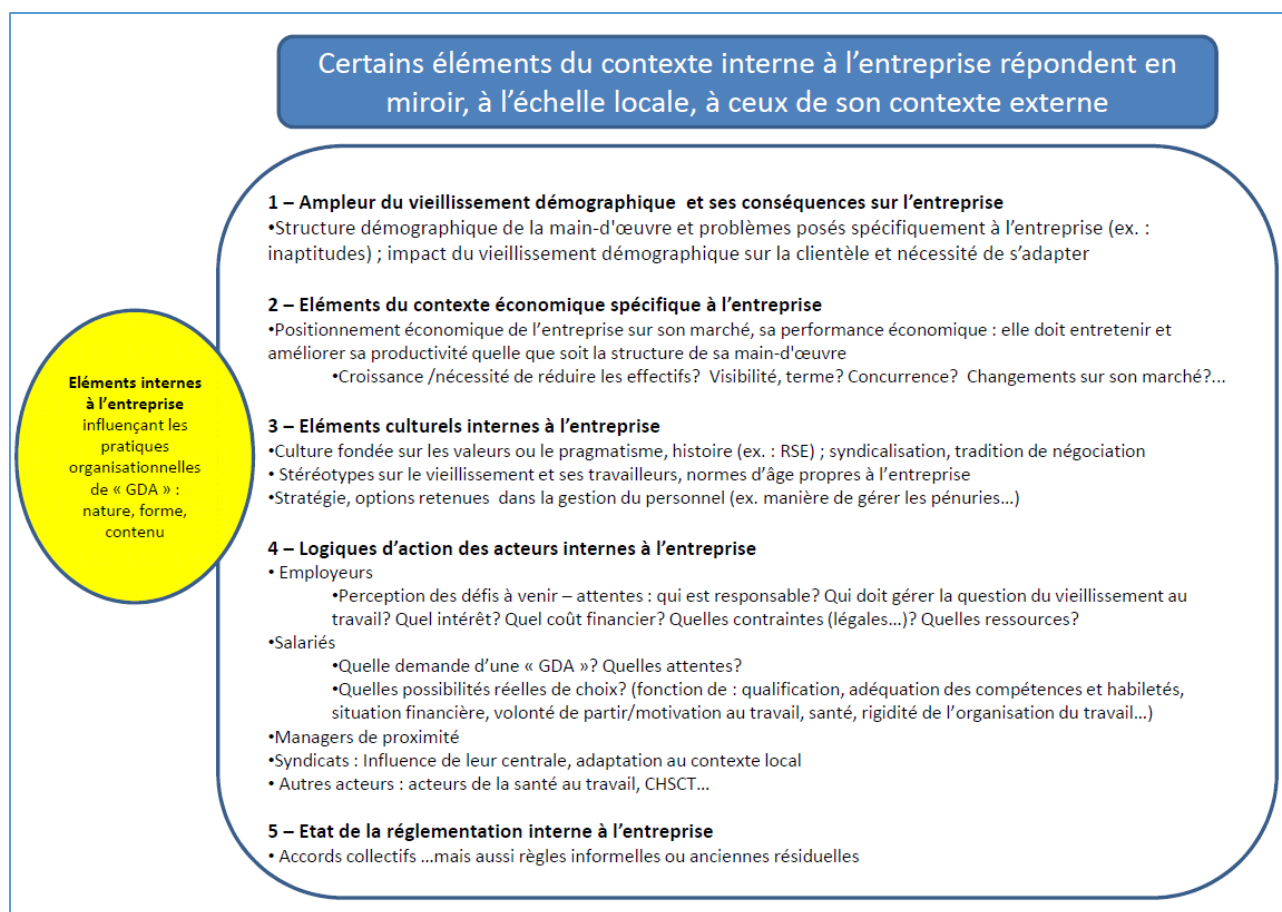 Certains éléments du contexte interne à l'entreprise répondent en
miroir, à l'échelle locale, à ceux de son contexte externe
Eléments internes
à l'entreprise
influençant les
pratiques
organisationnelles
de « GDA » :
nature, forme,
contenu
1 – Ampleur du vieillissement démographique et ses conséquences sur l'entreprise
•Structure démographique de la main-d'œuvre et problèmes posés spécifiquement à l'entreprise (ex. :
inaptitudes) ; impact du vieillissement démographique sur la clientèle et nécessité de s'adapter
2 – Eléments du contexte économique spécifique à l'entreprise
•Positionnement économique de l'entreprise sur son marché, sa performance économique : elle doit entretenir et
améliorer sa productivité quelle que soit la structure de sa main-d'œuvre
•Croissance /nécessité de réduire les effectifs? Visibilité, terme? Concurrence? Changements sur son marché?...
3 – Eléments culturels internes à l'entreprise
•Culture fondée sur les valeurs ou le pragmatisme, histoire (ex. : RSE) ; syndicalisation, tradition de négociation
• Stéréotypes sur le vieillissement et ses travailleurs, normes d'âge propres à l'entreprise
•Stratégie, options retenues dans la gestion du personnel (ex. manière de gérer les pénuries...)
4 – Logiques d'action des acteurs internes à l'entreprise
• Employeurs
•Perception des défis à venir – attentes : qui est responsable? Qui doit gérer la question du vieillissement au
travail? Quel intérêt? Quel coût financier? Quelles contraintes (légales...)? Quelles ressources?
•Salariés
•Quelle demande d'une « GDA »? Quelles attentes?
•Quelles possibilités réelles de choix? (fonction de : qualification, adéquation des compétences et habiletés,
situation financière, volonté de partir/motivation au travail, santé, rigidité de l'organisation du travail...)
•Managers de proximité
•Syndicats : Influence de leur centrale, adaptation au contexte local
• Autres acteurs : acteurs de la santé au travail, CHSCT...
5 – Etat de la réglementation interne à l'entreprise
• Accords collectifs ...mais aussi règles informelles ou anciennes résiduelles